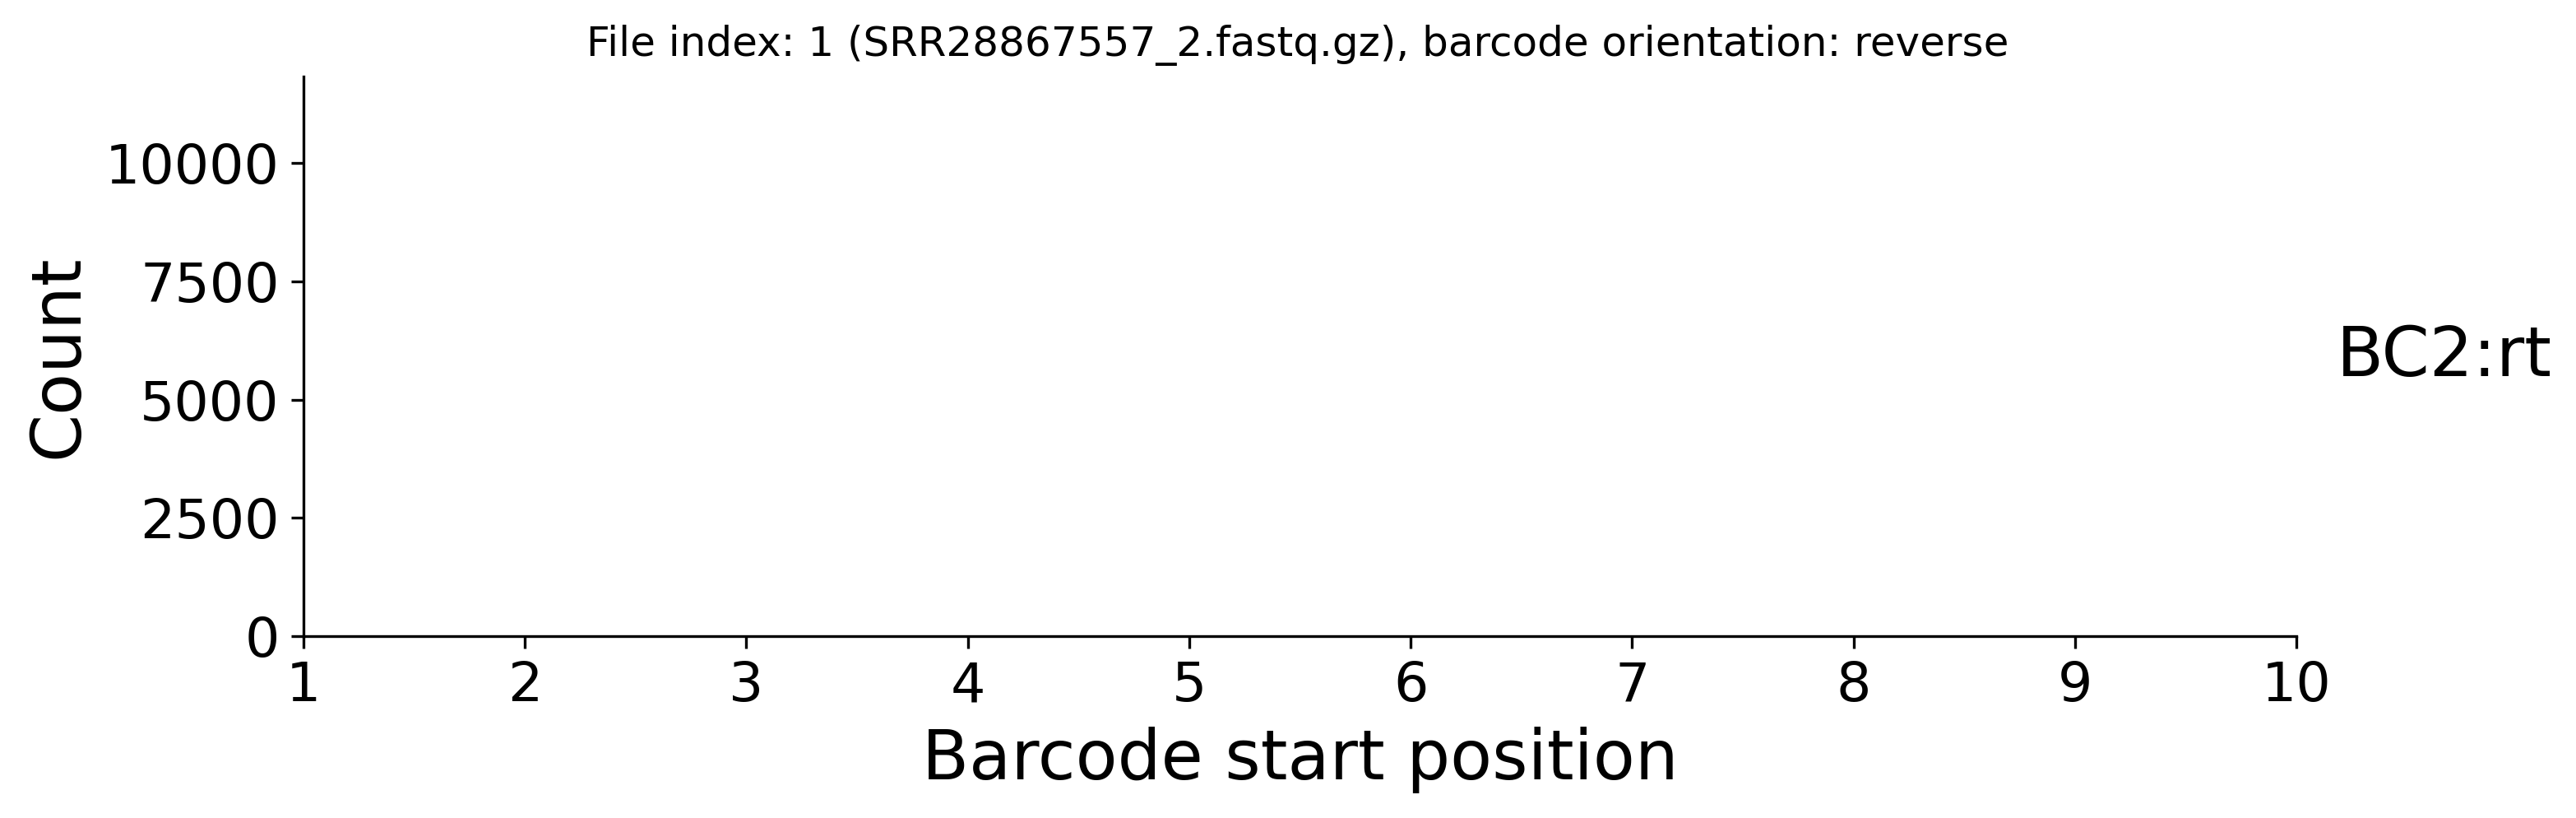 File index: 1 (SRR28867557_2.fastq.gz), barcode orientation: reverse
10000
7500
5000
2500
0
Count
BC2:rt
1 2 3 4 5 6 7 8 9 10
Barcode start position